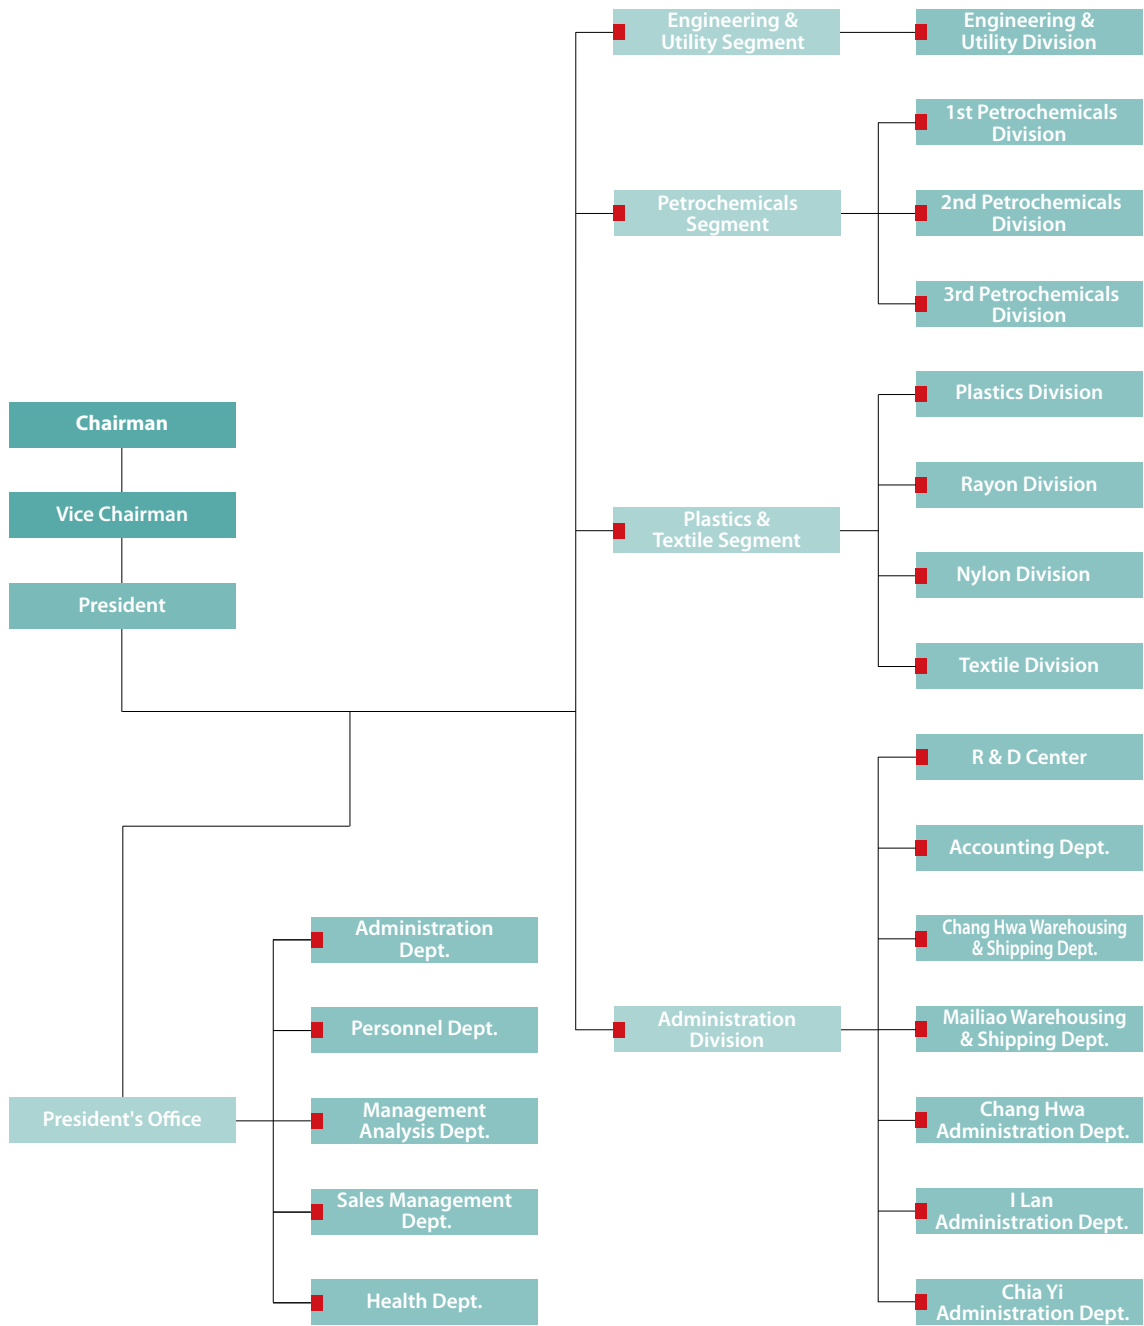 Chairman
Vice Chairman
President
President's Office
Administration
Dept.
Personnel Dept.
Management
Analysis Dept.
Sales Management
Dept.
Health Dept.
Engineering &
Utility Segment
Engineering &
Utility Division
Petrochemicals
Segment
1st Petrochemicals
Division
2nd Petrochemicals
Division
3rd Petrochemicals
Division
Plastics &
Textile Segment
Plastics Division
Rayon Division
Nylon Division
Textile Division
Administration
Division
R & D Center
Accounting Dept.
Chang Hwa Warehousing
& Shipping Dept.
Mailiao Warehousing
& Shipping Dept.
Chang Hwa
Administration Dept.
I Lan
Administration Dept.
Chia Yi
Administration Dept.